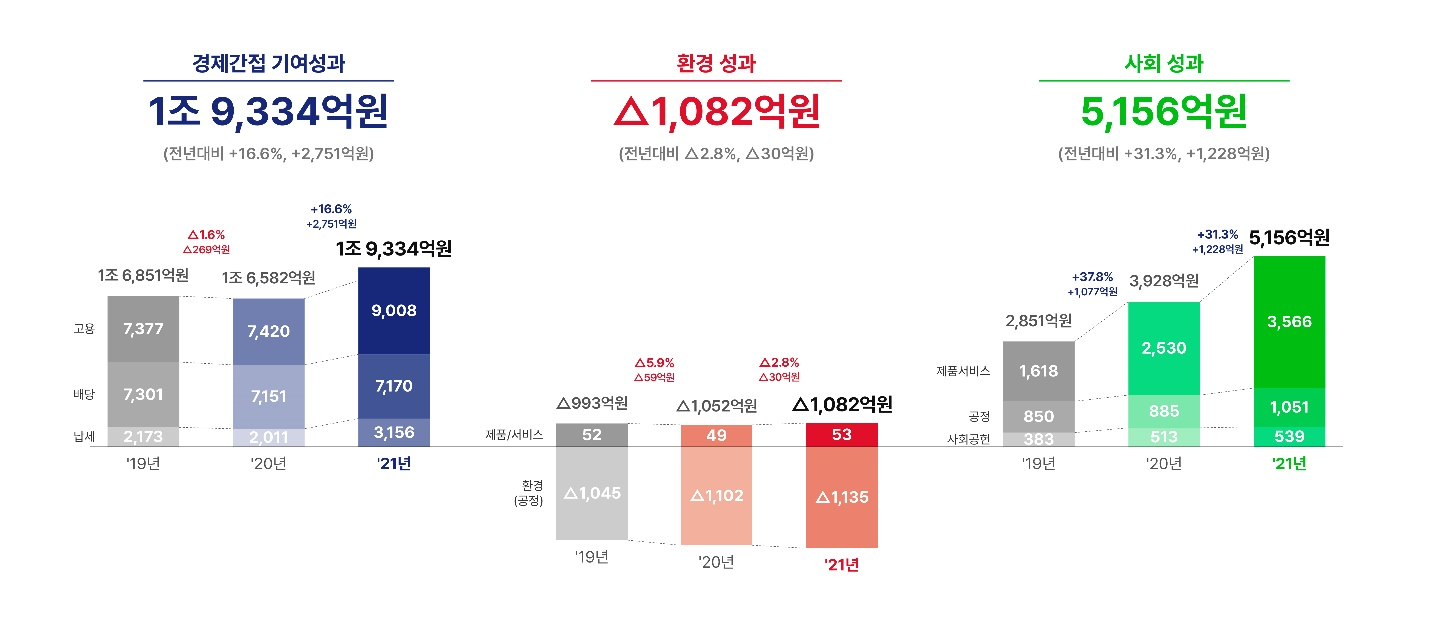 경제간접 기여성과
1조 9,334억원
(전년대비 +16.6%, +2,751억원)
+16.6%
+2,751억원
△1.6%
△269억원
1조 9,334억원
1조 6,851억원
1조 6,582억원
고용
7,377
7,420
9,008
배당
7,301
7,151
7,170
납세
2,173
2,011
3,156
'19년
'20년
'21년
환경 성과
△1,082억원
(전년대비 △2.8%, △30억원)
△5.9%
△59억원
△2.8%
△30억원
△993억원
△1,052억원
△1,082억원
제품/서비스
52
49
53
환경
(공정)
△1,045
△1,102
△1,135
'19년
'20년
'21년
사회 성과
5,156억원
(전년대비 +31.3%, +1,228억원)
+31.3%
+1,228억원
5,156억원
+37.8%
+1,077억원
3,928억원
2,851억원
제품서비스
1,618
2,530
3,566
공정
850
885
1,051
사회공헌
383
513
539
'19년
'20년
'21년